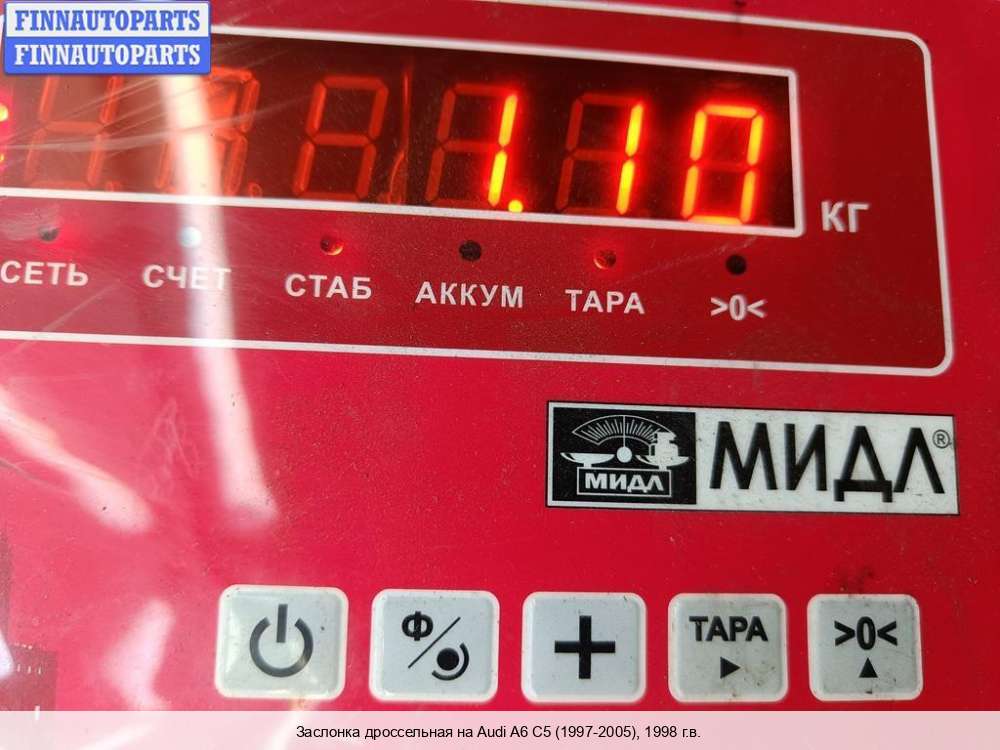 FINNAUTOPARTS
FINNAUTOPARTS
1.10
КГ
СЕТЬ СЧЕТ СТАБ АККУМ ТАРА >0<
МИДЛ МИДЛ®
Ф ТАРА >0<
Заслонка дроссельная на Audi A6 C5 (1997-2005), 1998 г.в.